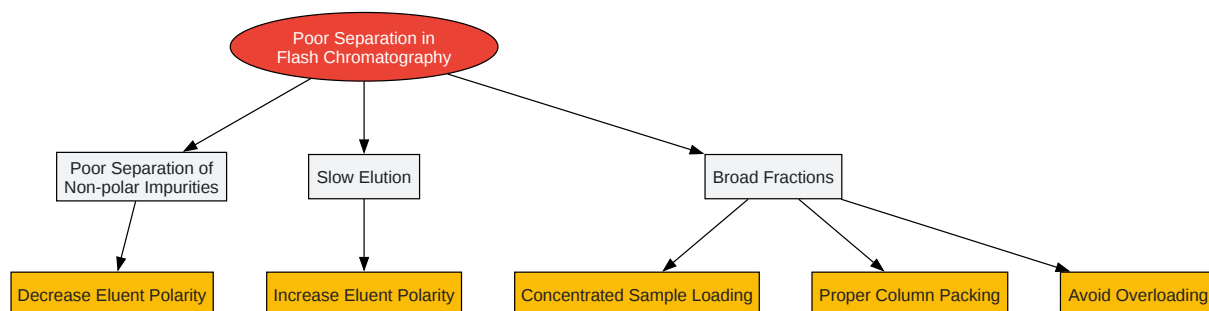 Poor Separation in
Flash Chromatography
Poor Separation of
Non-polar Impurities
Slow Elution
Broad Fractions
Decrease Eluent Polarity
Increase Eluent Polarity
Concentrated Sample Loading
Proper Column Packing
Avoid Overloading